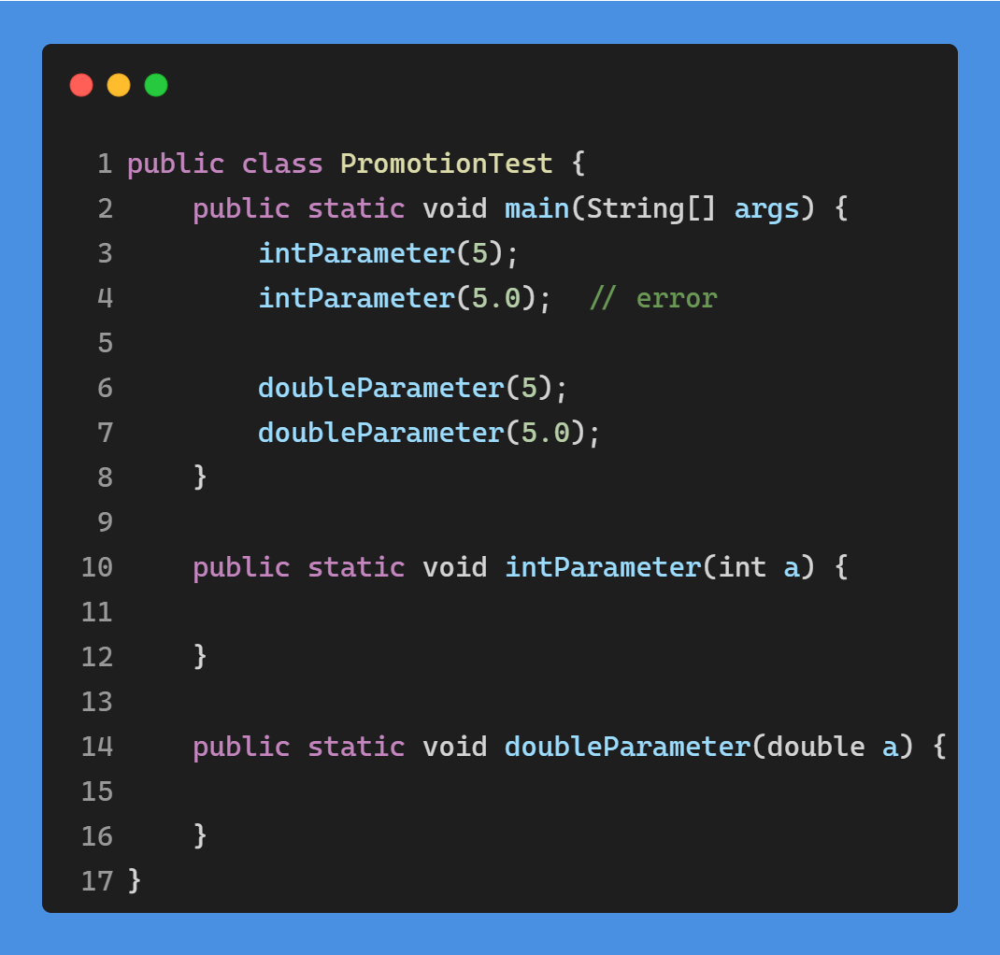 1 public class PromotionTest {
2     public static void main(String[] args) {
3         intParameter(5);
4         intParameter(5.0);  // error
5
6         doubleParameter(5);
7         doubleParameter(5.0);
8     }
9
10     public static void intParameter(int a) {
11
12     }
13
14     public static void doubleParameter(double a) {
15
16     }
17 }